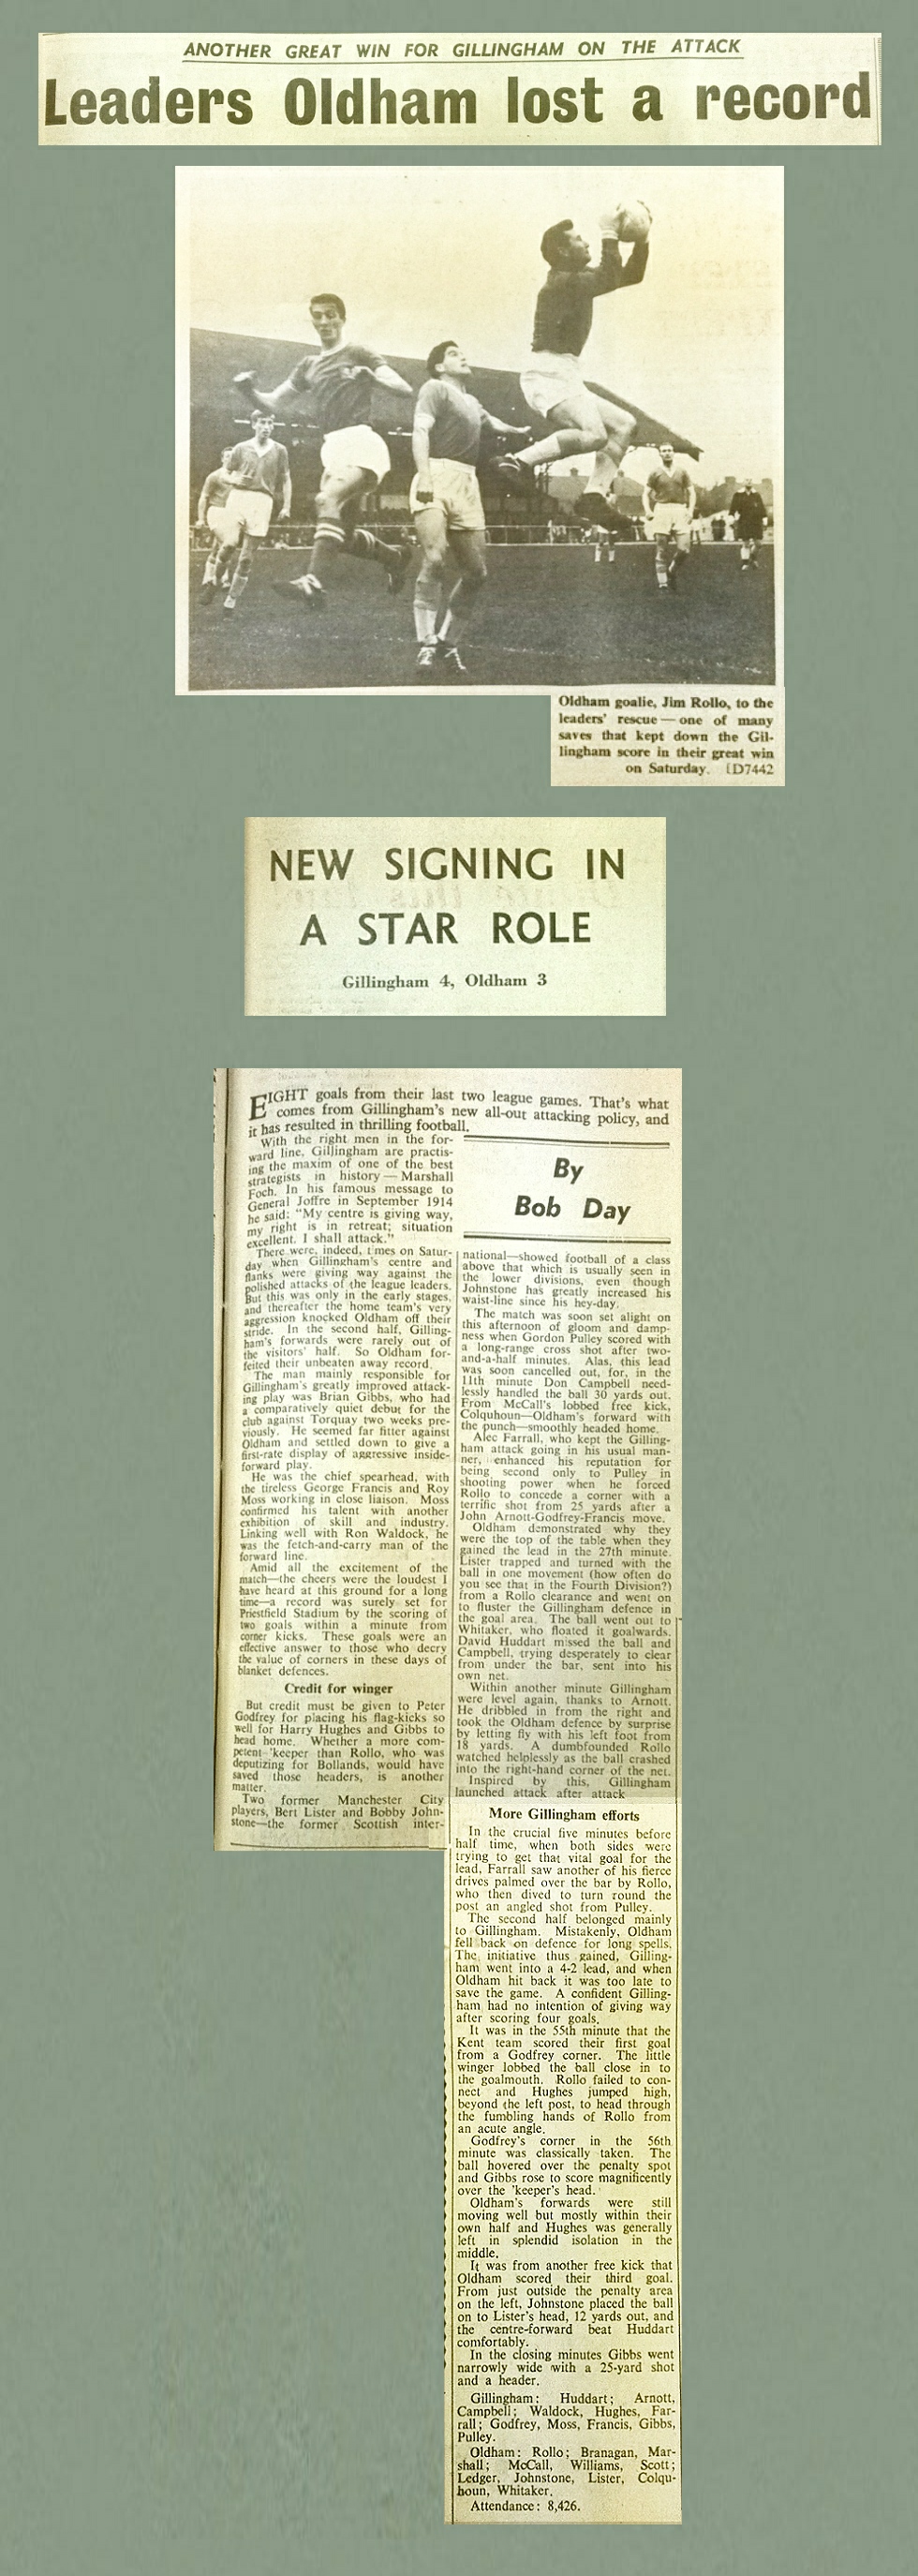 ANOTHER GREAT WIN FOR GILLINGHAM ON THE ATTACK
Leaders Oldham lost a record
Oldham goalie, Jim Rollo, to the
leaders' rescue — one of many
saves that kept down the Gil-
lingham score in their great win
on Saturday. [D7442
NEW SIGNING IN
A STAR ROLE
Gillingham 4, Oldham 3
EIGHT goals from their last two league games. That's what
comes from Gillingham's new all-out attacking policy, and
it has resulted in thrilling football.
By
Bob Day
With the right men in the for-
ward line, Gillingham are practis-
ing the maxim of one of the best
strategists in history — Marshall
Foch. In his famous message to
General Joffre in September 1914
he said: "My centre is giving way,
my right is in retreat; situation
excellent. I shall attack."
There were, indeed, times on Satur-
day when Gillingham's centre and
flanks were giving way against the
polished attacks of the league leaders.
But this was only in the early stages,
and thereafter the home team's very
aggression knocked Oldham off their
stride. In the second half, Gilling-
ham's forwards were rarely out of
the visitors' half. So Oldham for-
feited their unbeaten away record.
The man mainly responsible for
Gillingham's greatly improved attack-
ing play was Brian Gibbs, who had
a comparatively quiet debut for the
club against Torquay two weeks pre-
viously. He seemed far fitter against
Oldham and settled down to give a
first-rate display of aggressive inside-
forward play.
He was the chief spearhead, with
the tireless George Francis and Roy
Moss working in close liaison. Moss
confirmed his talent with another
exhibition of skill and industry.
Linking well with Ron Waldock, he
was the fetch-and-carry man of the
forward line.
Amid all the excitement of the
match—the cheers were the loudest I
have heard at this ground for a long
time—a record was surely set for
Priestfield Stadium by the scoring of
two goals within a minute from
corner kicks. These goals were an
effective answer to those who decry
the value of corners in these days of
blanket defences.
Credit for winger
But credit must be given to Peter
Godfrey for placing his flag-kicks so
well for Harry Hughes and Gibbs to
head home. Whether a more com-
petent 'keeper than Rollo, who was
deputizing for Bollands, would have
saved those headers, is another
matter.
Two former Manchester City
players, Bert Lister and Bobby John-
stone—the former Scottish inter-
national—showed football of a class
above that which is usually seen in
the lower divisions, even though
Johnstone has greatly increased his
waist-line since his hey-day.
The match was soon set alight on
this afternoon of gloom and damp-
ness when Gordon Pulley scored with
a long-range cross shot after two-
and-a-half minutes. Alas, this lead
was soon cancelled out, for, in the
11th minute Don Campbell need-
lessly handled the ball 30 yards out.
From McCall's lobbed free kick,
Colquhoun—Oldham's forward with
the punch—smoothly headed home.
Alec Farrall, who kept the Gilling-
ham attack going in his usual man-
ner, enhanced his reputation for
being second only to Pulley in
shooting power when he forced
Rollo to concede a corner with a
terrific shot from 25 yards after a
John Arnott-Godfrey-Francis move.
Oldham demonstrated why they
were the top of the table when they
gained the lead in the 27th minute.
Lister trapped and turned with the
ball in one movement (how often do
you see that in the Fourth Division?)
from a Rollo clearance and went on
to fluster the Gillingham defence in
the goal area. The ball went out to
Whitaker, who floated it goalwards.
David Huddart missed the ball and
Campbell, trying desperately to clear
from under the bar, sent into his
own net.
Within another minute Gillingham
were level again, thanks to Arnott.
He dribbled in from the right and
took the Oldham defence by surprise
by letting fly with his left foot from
18 yards. A dumbfounded Rollo
watched helplessly as the ball crashed
into the right-hand corner of the net.
Inspired by this, Gillingham
launched attack after attack
More Gillingham efforts
In the crucial five minutes before
half time, when both sides were
trying to get that vital goal for the
lead, Farrall saw another of his fierce
drives palmed over the bar by Rollo,
who then dived to turn round the
post an angled shot from Pulley.
The second half belonged mainly
to Gillingham. Mistakenly, Oldham
fell back on defence for long spells.
The initiative thus gained, Gilling-
ham went into a 4-2 lead, and when
Oldham hit back it was too late to
save the game. A confident Gilling-
ham had no intention of giving way
after scoring four goals.
It was in the 55th minute that the
Kent team scored their first goal
from a Godfrey corner. The little
winger lobbed the ball close in to
the goalmouth. Rollo failed to con-
nect and Hughes jumped high,
beyond the left post, to head through
the fumbling hands of Rollo from
an acute angle.
Godfrey's corner in the 56th
minute was classically taken. The
ball hovered over the penalty spot
and Gibbs rose to score magnificently
over the 'keeper's head.
Oldham's forwards were still
moving well but mostly within their
own half and Hughes was generally
left in splendid isolation in the
middle.
It was from another free kick that
Oldham scored their third goal.
From just outside the penalty area
on the left, Johnstone placed the ball
on to Lister's head, 12 yards out, and
the centre-forward beat Huddart
comfortably.
In the closing minutes Gibbs went
narrowly wide with a 25-yard shot
and a header.
Gillingham: Huddart; Arnott,
Campbell; Waldock, Hughes, Far-
rall; Godfrey, Moss, Francis, Gibbs,
Pulley.
Oldham: Rollo; Branagan, Mar-
shall; McCall, Williams, Scott;
Ledger, Johnstone, Lister, Colqu-
houn, Whitaker.
Attendance: 8,426.